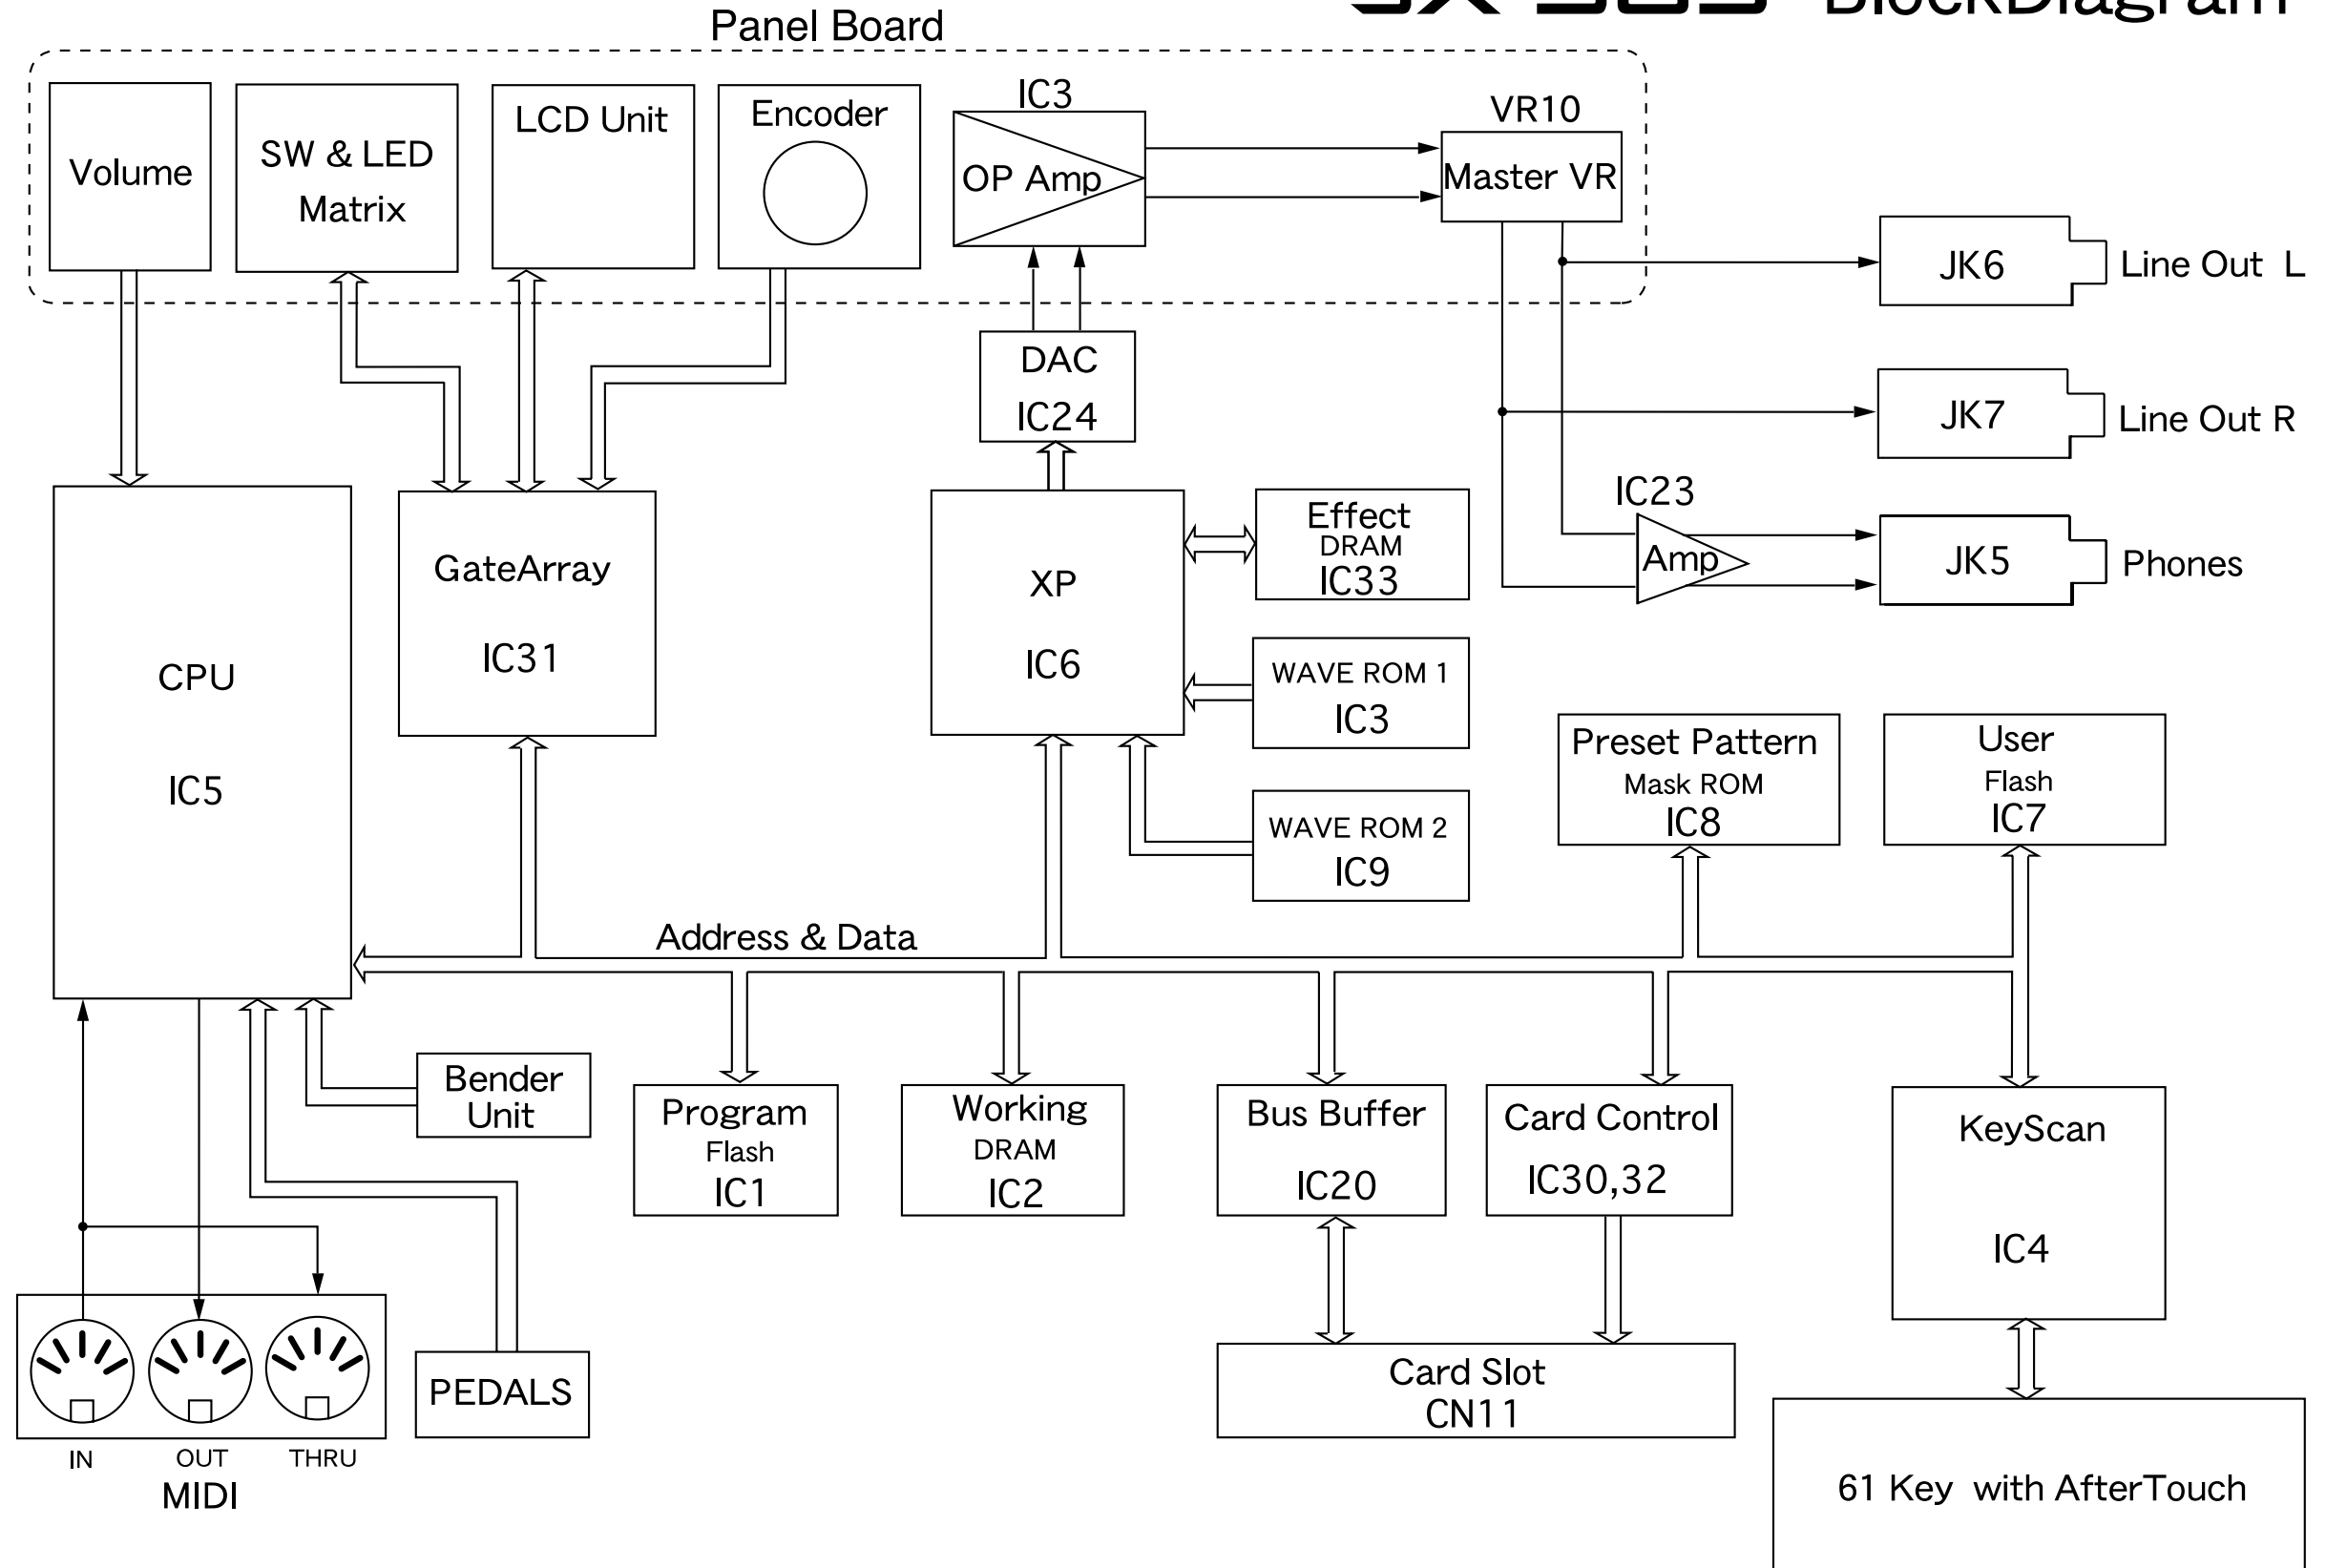 BlockDiagram
Panel Board
Volume
SW & LED
Matrix
LCD Unit
Encoder
IC3
OP Amp
VR10
Master VR
JK6
Line Out L
DAC
IC24
JK7
Line Out R
IC23
Amp
JK5
Phones
CPU
IC5
GateArray
IC31
XP
IC6
Effect
DRAM
IC33
WAVE ROM 1
IC3
WAVE ROM 2
IC9
Preset Pattern
Mask ROM
IC8
User
Flash
IC7
Address & Data
Bender
Unit
Program
Flash
IC1
Working
DRAM
IC2
Bus Buffer
IC20
Card Control
IC30,32
KeyScan
IC4
PEDALS
Card Slot
CN11
IN
OUT
THRU
MIDI
61 Key with AfterTouch